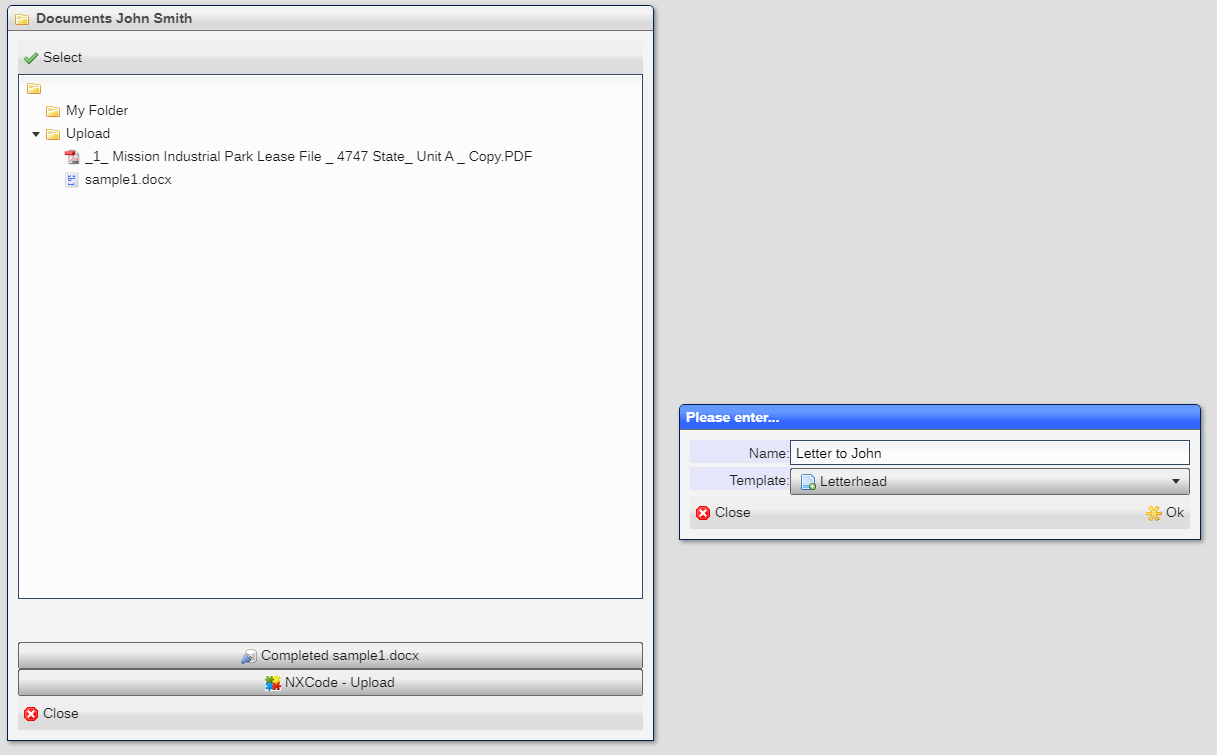 Documents John Smith
Select
My Folder
Upload
_1_ Mission Industrial Park Lease File _ 4747 State_ Unit A _ Copy.PDF
sample1.docx
Completed sample1.docx
NXCode - Upload
Close
Please enter...
Name: Letter to John
Template: Letterhead
Close Ok